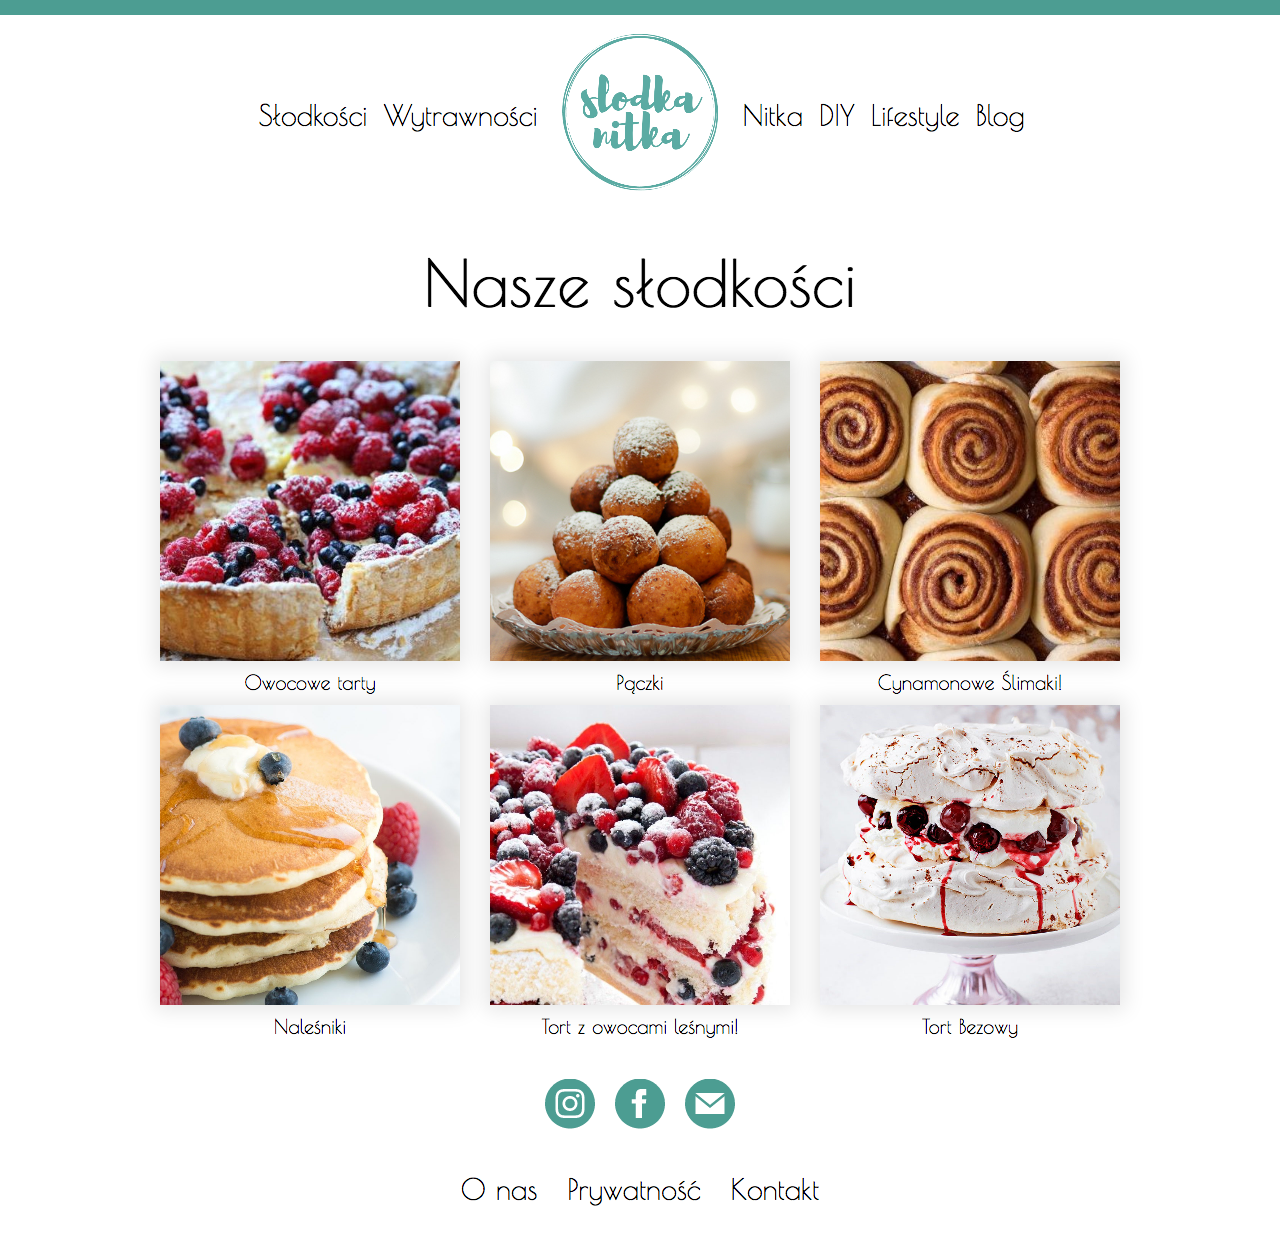 Słodkości Wytrawności słodka nitka Nitka DIY Lifestyle Blog
Nasze słodkości
Owocowe tarty Pączki Cynamonowe Ślimaki!
Naleśniki Tort z owocami leśnymi! Tort Bezowy
O nas Prywatność Kontakt